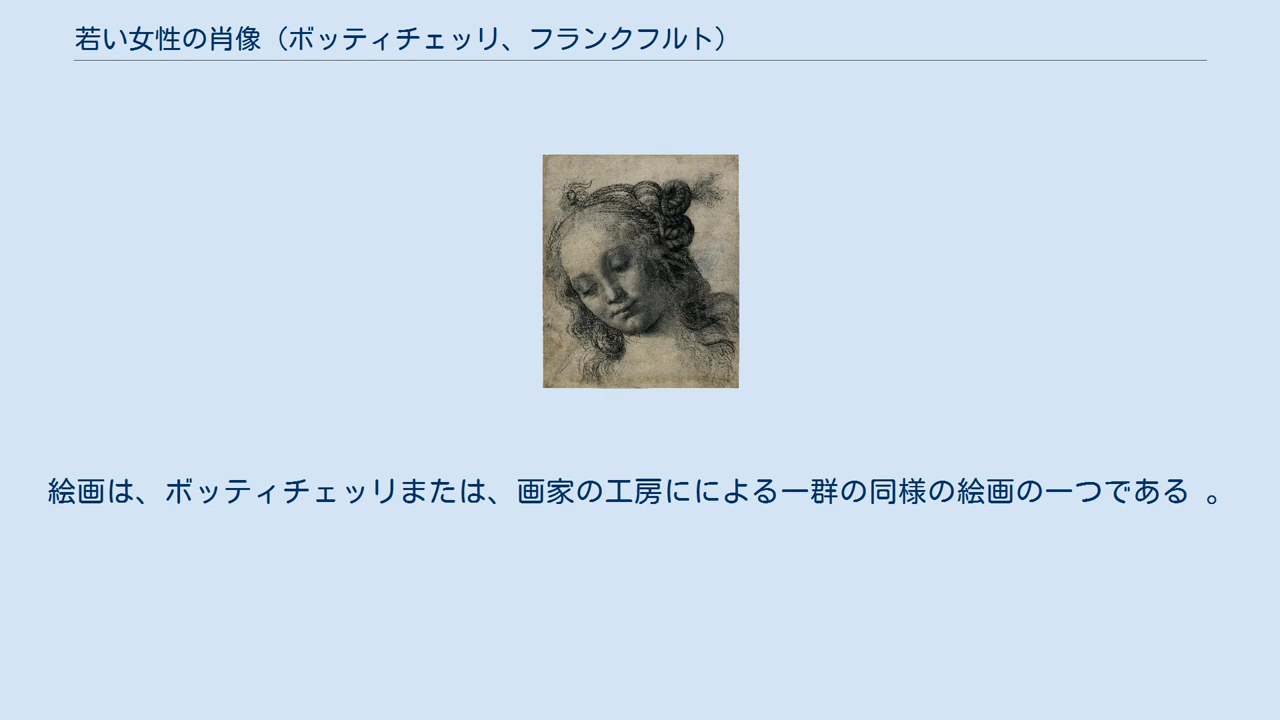 若い女性の肖像（ボッティチェッリ、フランクフルト）
絵画は、ボッティチェッリまたは、画家の工房にによる一群の同様の絵画の一つである 。